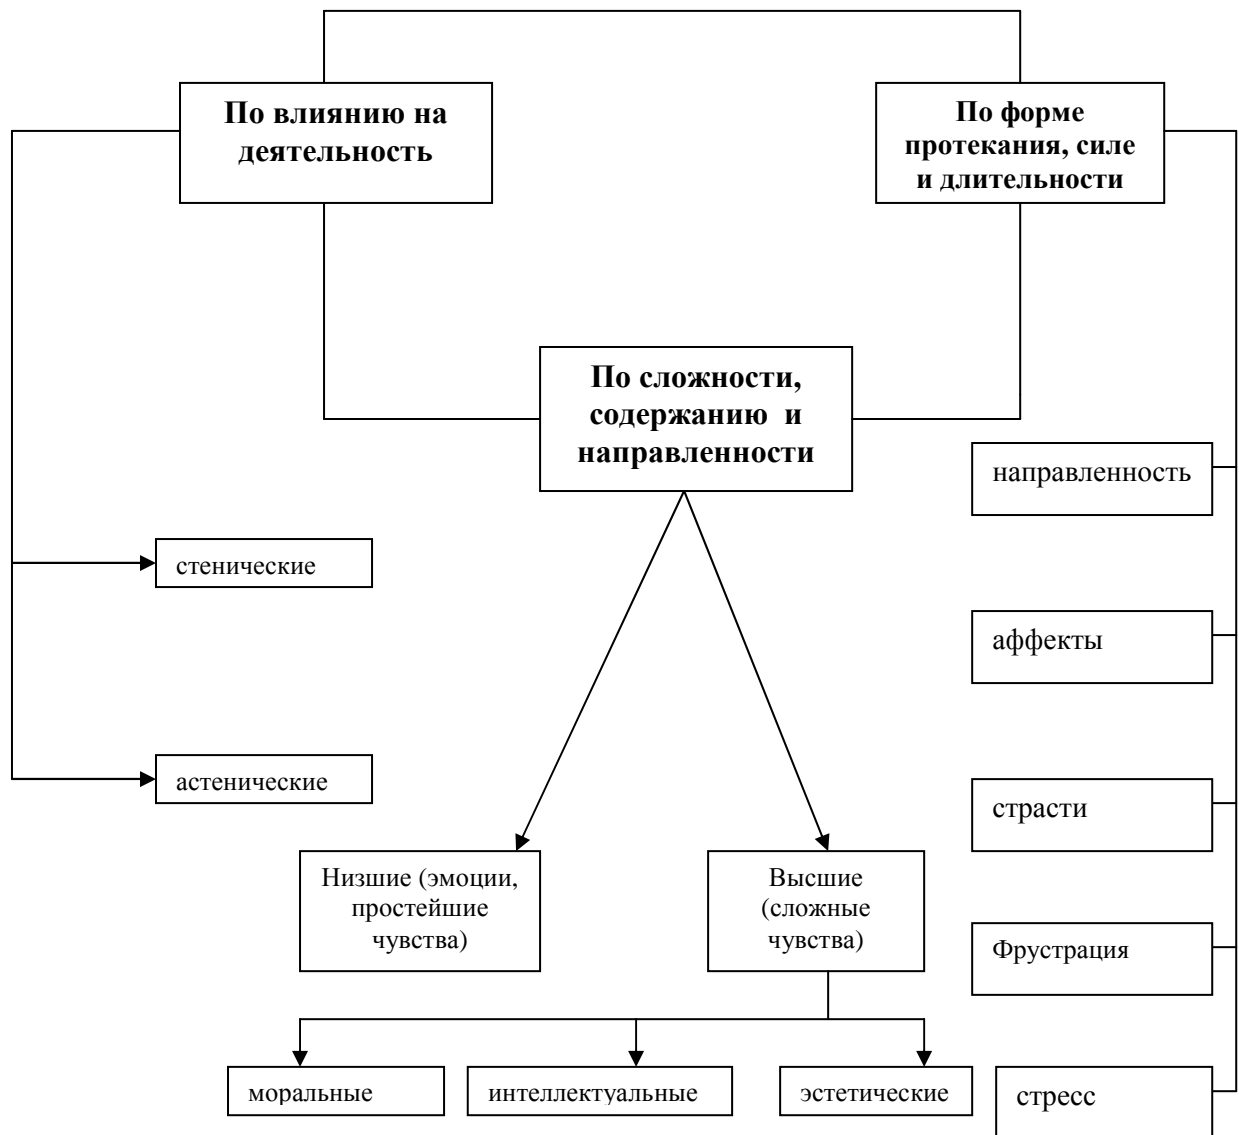 По влиянию на
деятельность
По форме
протекания, силе
и длительности
По сложности,
содержанию и
направленности
направленность
стенические
аффекты
астенические
страсти
Низшие (эмоции,
простейшие
чувства)
Высшие
(сложные
чувства)
Фрустрация
моральные
интеллектуальные
эстетические
стресс